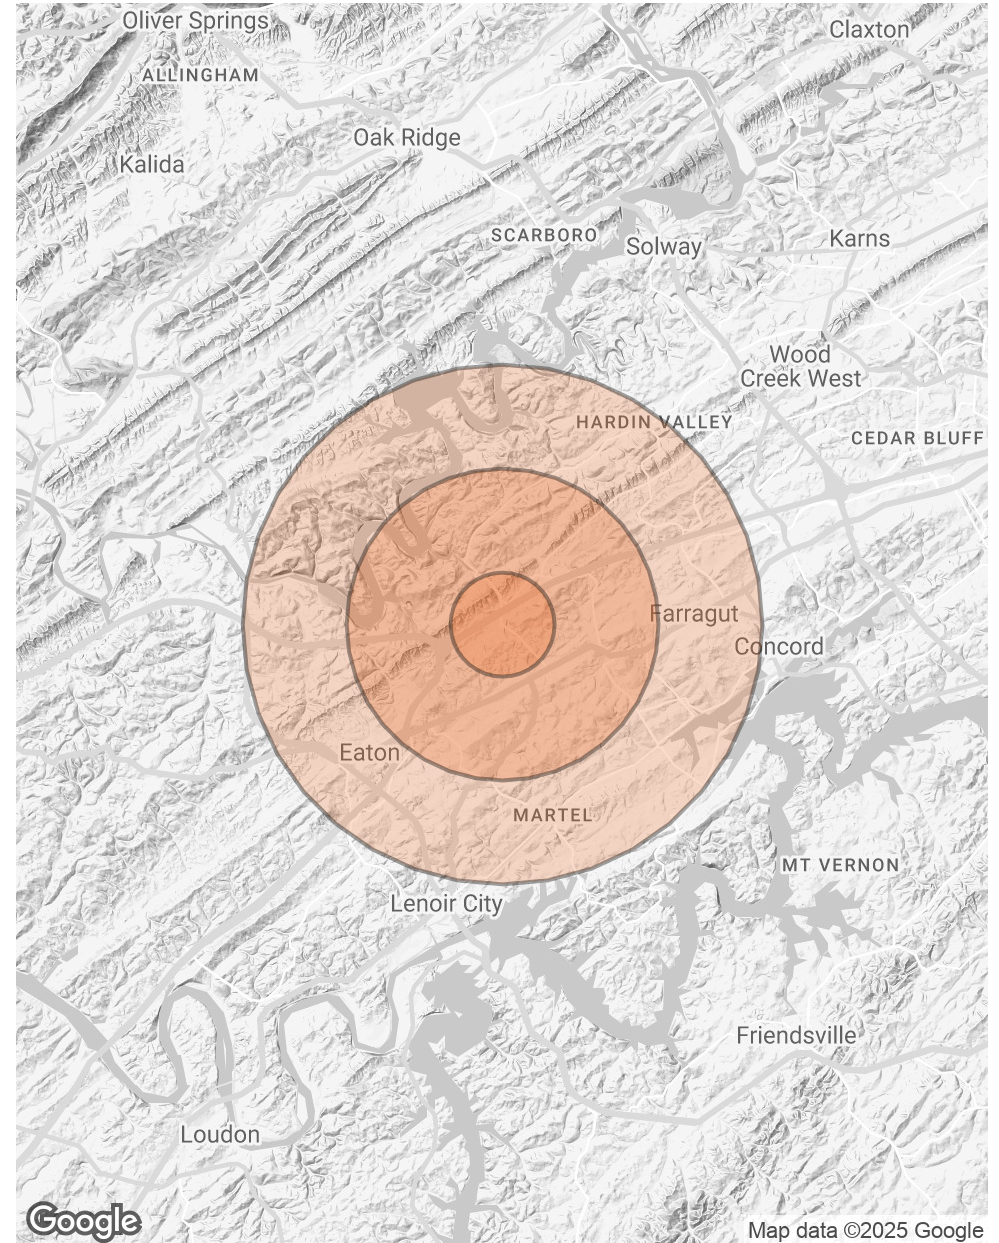 Oliver Springs
Claxton
ALLINGHAM
Oak Ridge
Kalida
SCARBORO
Solway
Karns
Wood
Creek West
HARDIN VALLEY
CEDAR BLUFF
Farragut
Concord
Eaton
MARTEL
MT VERNON
Lenoir City
Friendsville
Loudon
Google
Map data ©2025 Google